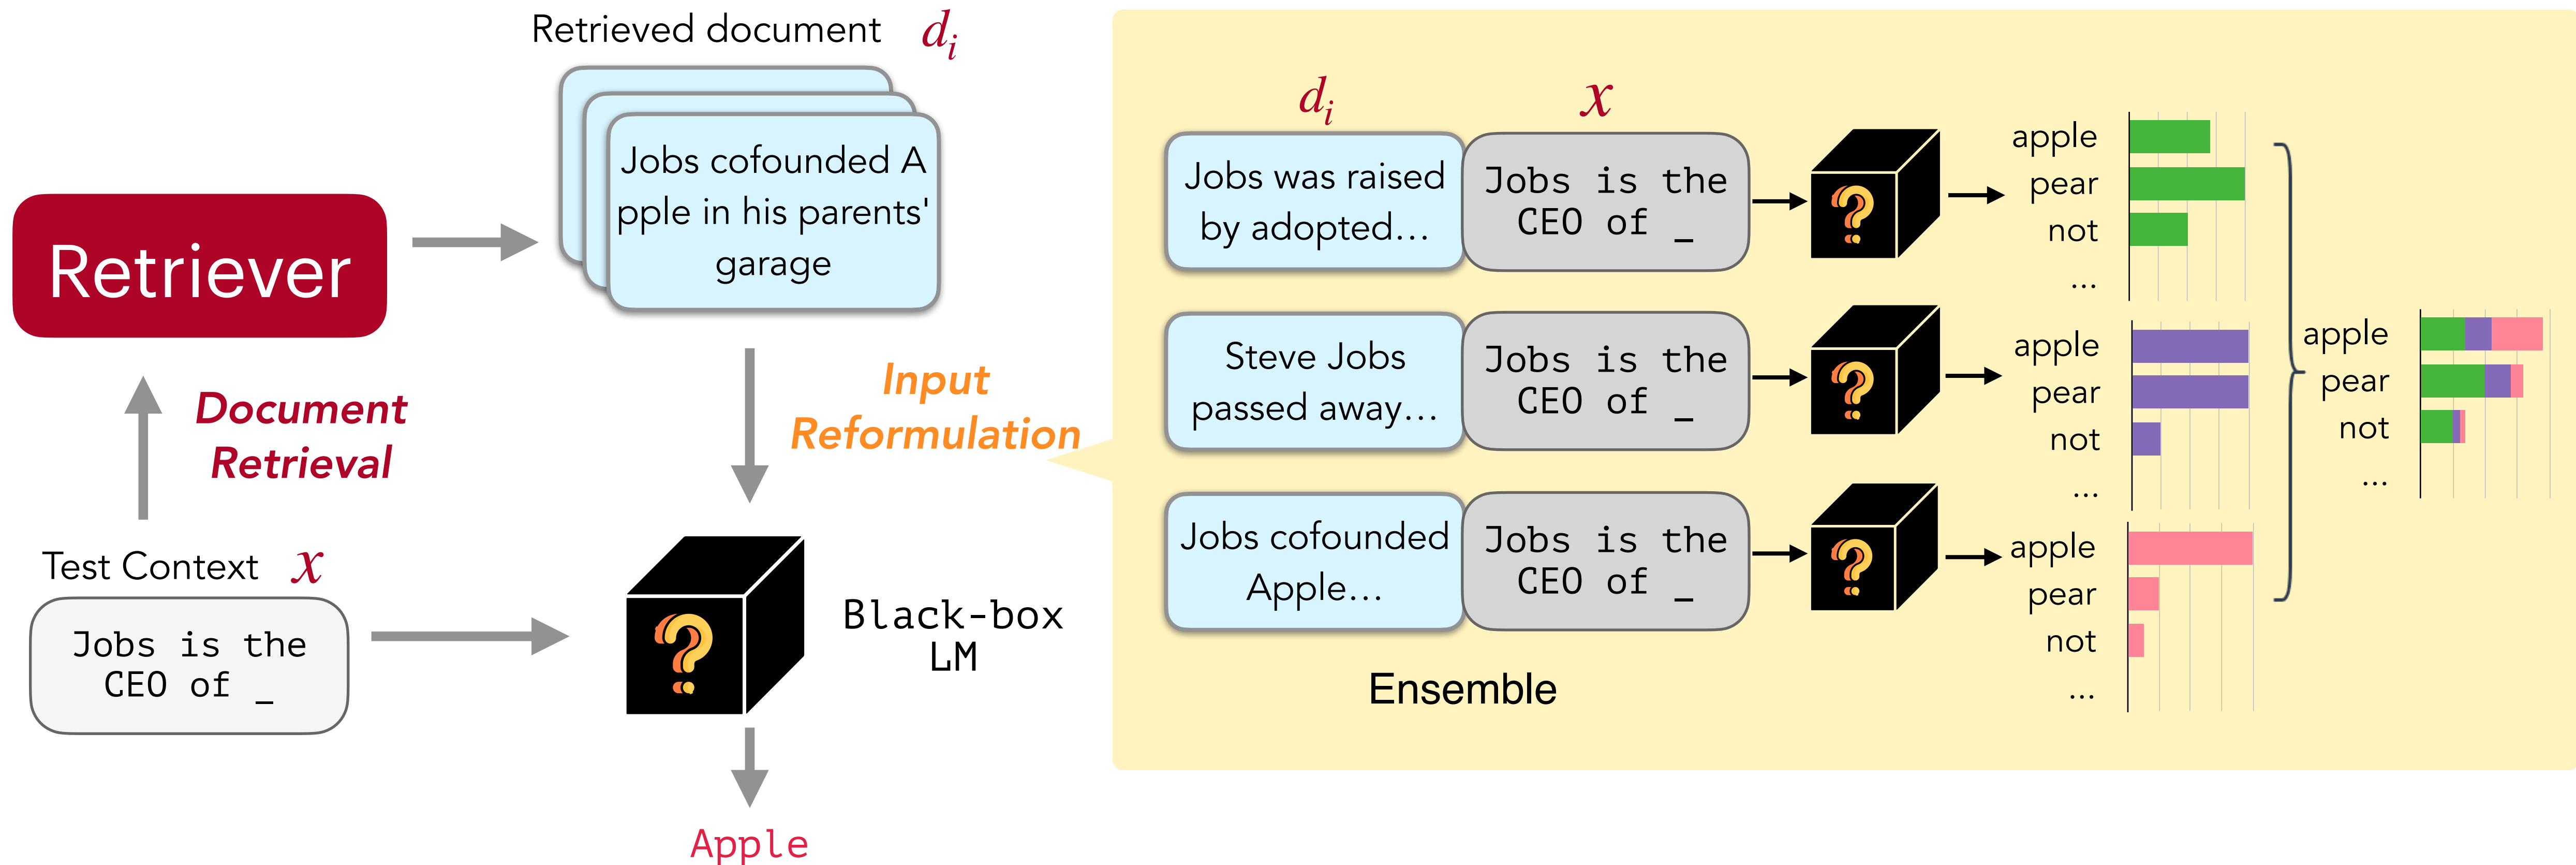 Retrieved document d_i
Jobs cofounded A
pple in his parents'
garage
Retriever
Document
Retrieval
Input
Reformulation
Test Context x
Jobs is the
CEO of _
?
Black-box
LM
Apple
d_i x
Jobs was raised
by adopted...
Jobs is the
CEO of _
?
apple
pear
not
...
Steve Jobs
passed away...
Jobs is the
CEO of _
?
apple
pear
not
...
Jobs cofounded
Apple...
Jobs is the
CEO of _
?
apple
pear
not
...
Ensemble
apple
pear
not
...